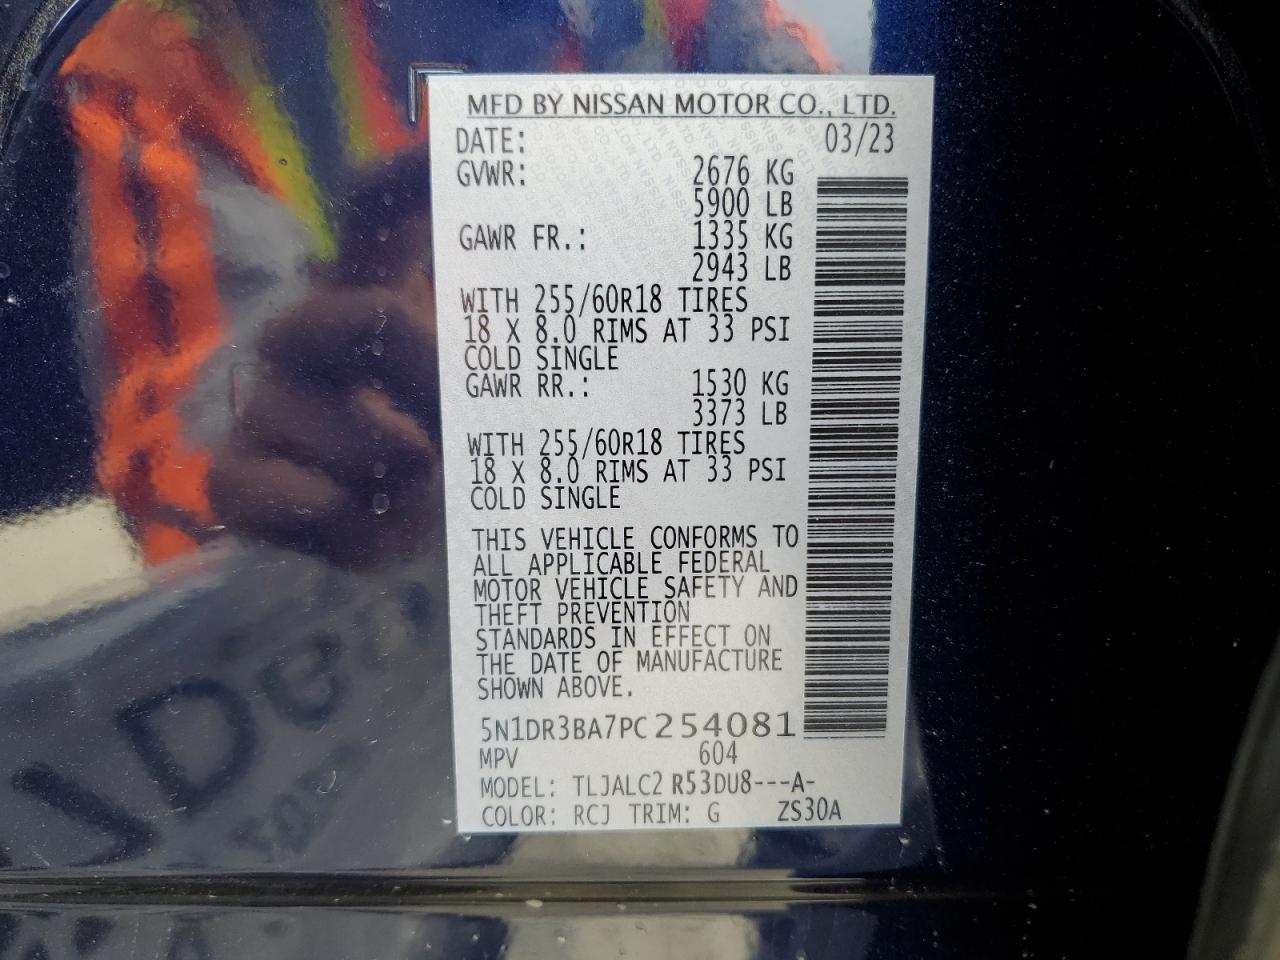 MFD BY NISSAN MOTOR CO., LTD.
DATE: 03/23
GVWR: 2676 KG
5900 LB
GAWR FR.: 1335 KG
2943 LB
WITH 255/60R18 TIRES
18 X 8.0 RIMS AT 33 PSI
COLD SINGLE
GAWR RR.: 1530 KG
3373 LB
WITH 255/60R18 TIRES
18 X 8.0 RIMS AT 33 PSI
COLD SINGLE
THIS VEHICLE CONFORMS TO
ALL APPLICABLE FEDERAL
MOTOR VEHICLE SAFETY AND
THEFT PREVENTION
STANDARDS IN EFFECT ON
THE DATE OF MANUFACTURE
SHOWN ABOVE.
5N1DR3BA7PC254081
MPV 604
MODEL: TLJALC2 R53DU8---A-
COLOR: RCJ TRIM: G ZS30A